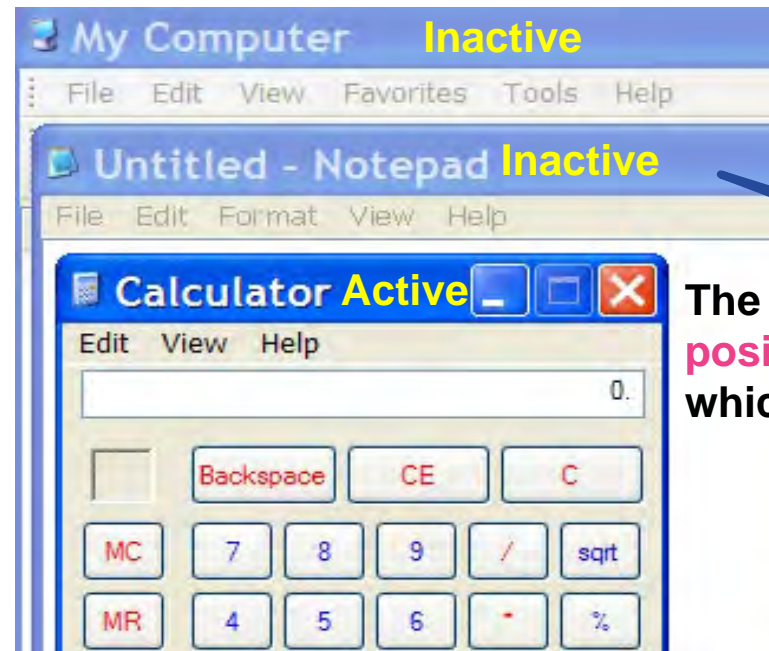 My Computer Inactive
File Edit View Favorites Tools Help
Untitled - Notepad Inactive
File Edit Format View Help
Calculator Active
Edit View Help
0.
Backspace CE C
MC 7 8 9 / sqrt
MR 4 5 6 * %
The